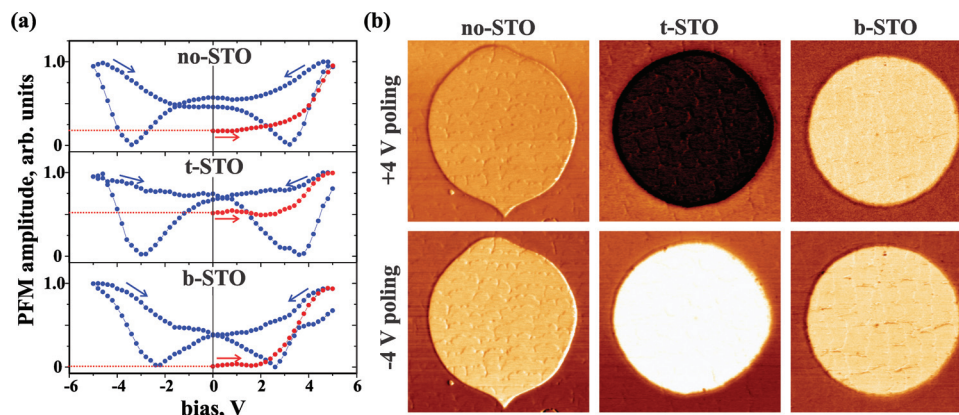 (a)
no-STO
1.0
0
t-STO
1.0
0
b-STO
1.0
0
-6 -4 -2 0 2 4 6
bias, V
PFM amplitude, arb. units
(b)
no-STO t-STO b-STO
+4 V poling
-4 V poling